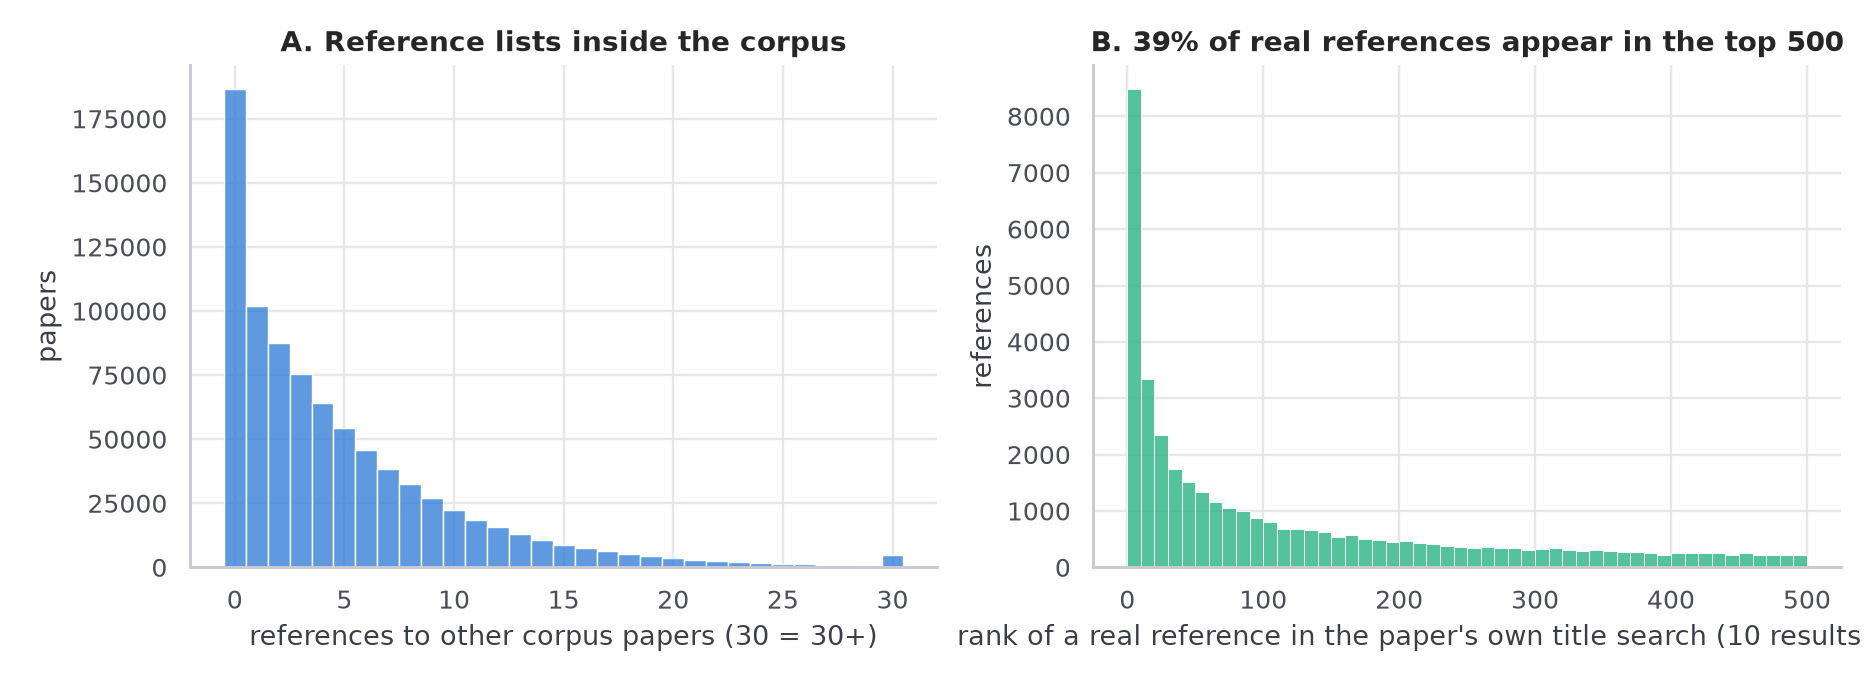 A. Reference lists inside the corpus
papers
175000
150000
125000
100000
75000
50000
25000
0
0 5 10 15 20 25 30
references to other corpus papers (30 = 30+)
B. 39% of real references appear in the top 500
references
8000
7000
6000
5000
4000
3000
2000
1000
0
0 100 200 300 400 500
rank of a real reference in the paper's own title search (10 results